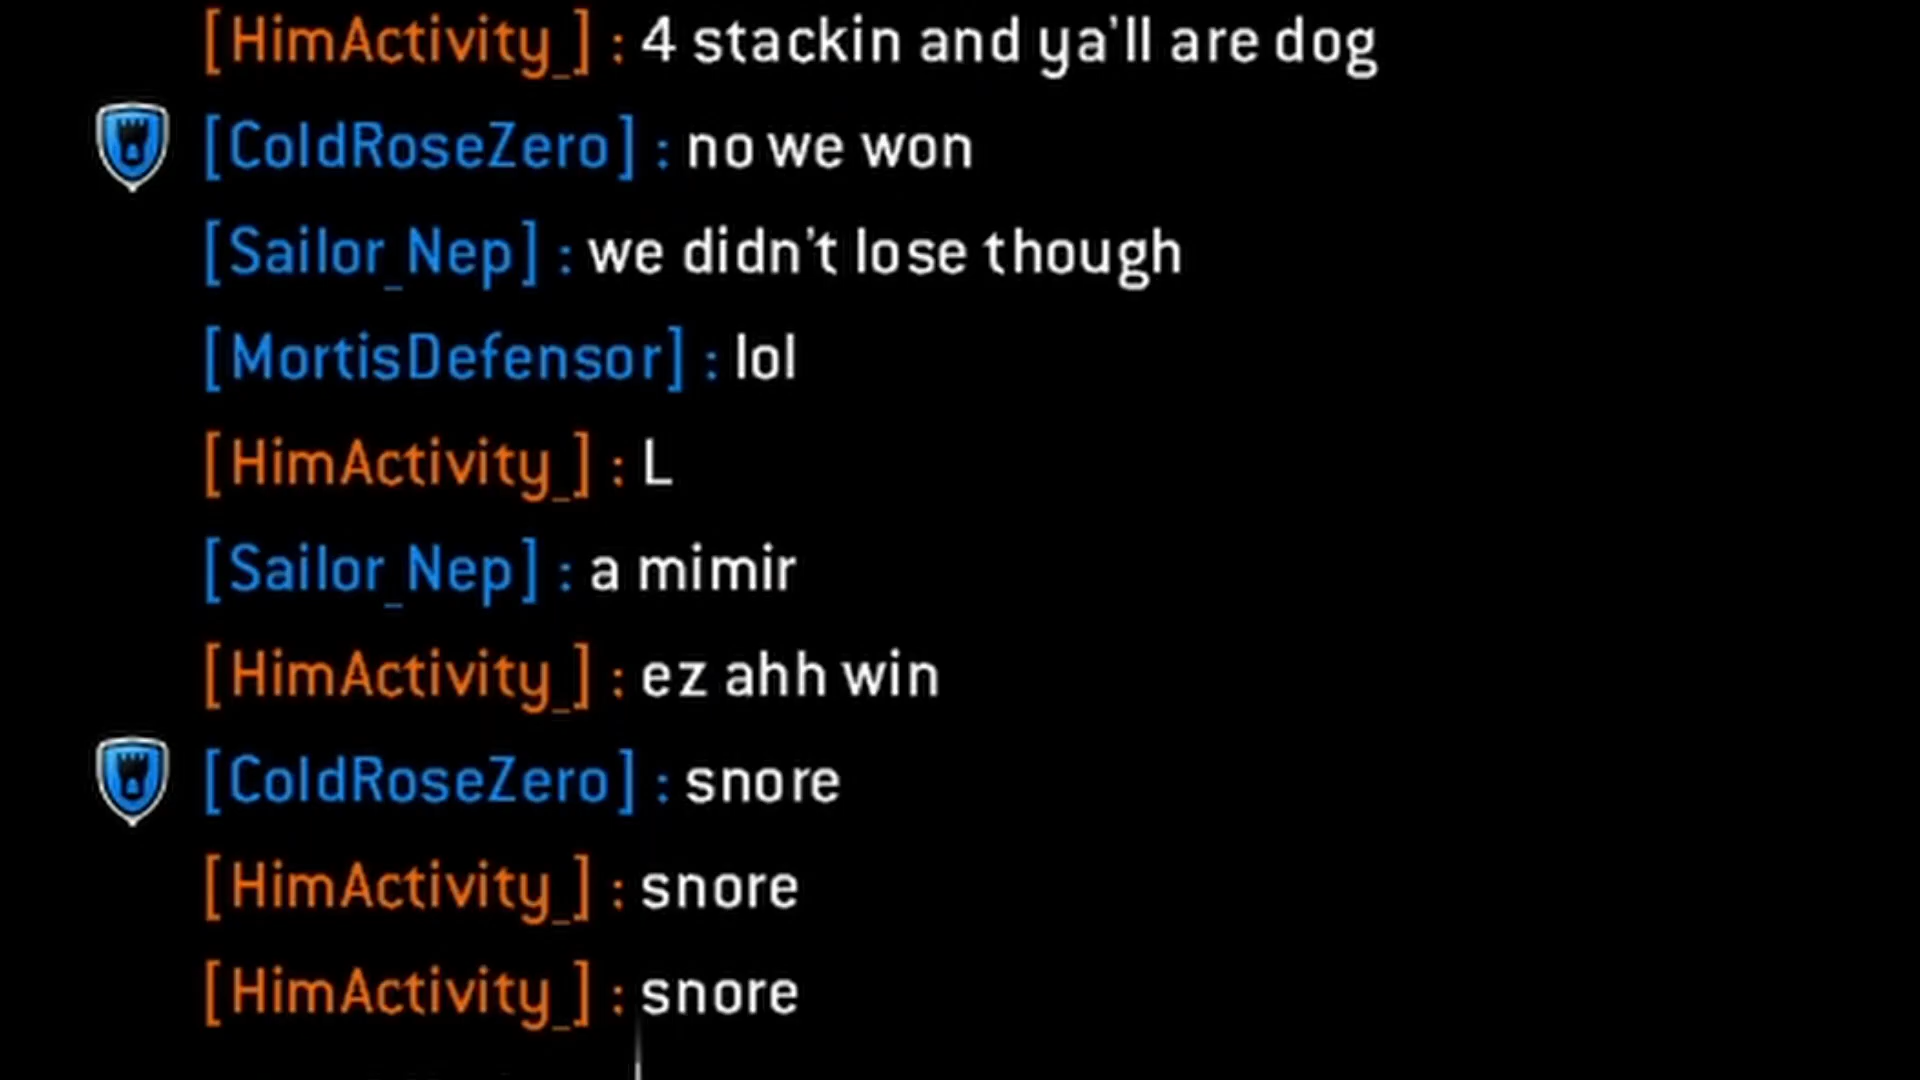 [HimActivity_] : 4 stackin and ya'll are dog
[ColdRoseZero] : no we won
[Sailor_Nep] : we didn't lose though
[MortisDefensor] : lol
[HimActivity_] : L
[Sailor_Nep] : a mimir
[HimActivity_] : ez ahh win
[ColdRoseZero] : snore
[HimActivity_] : snore
[HimActivity_] : snore